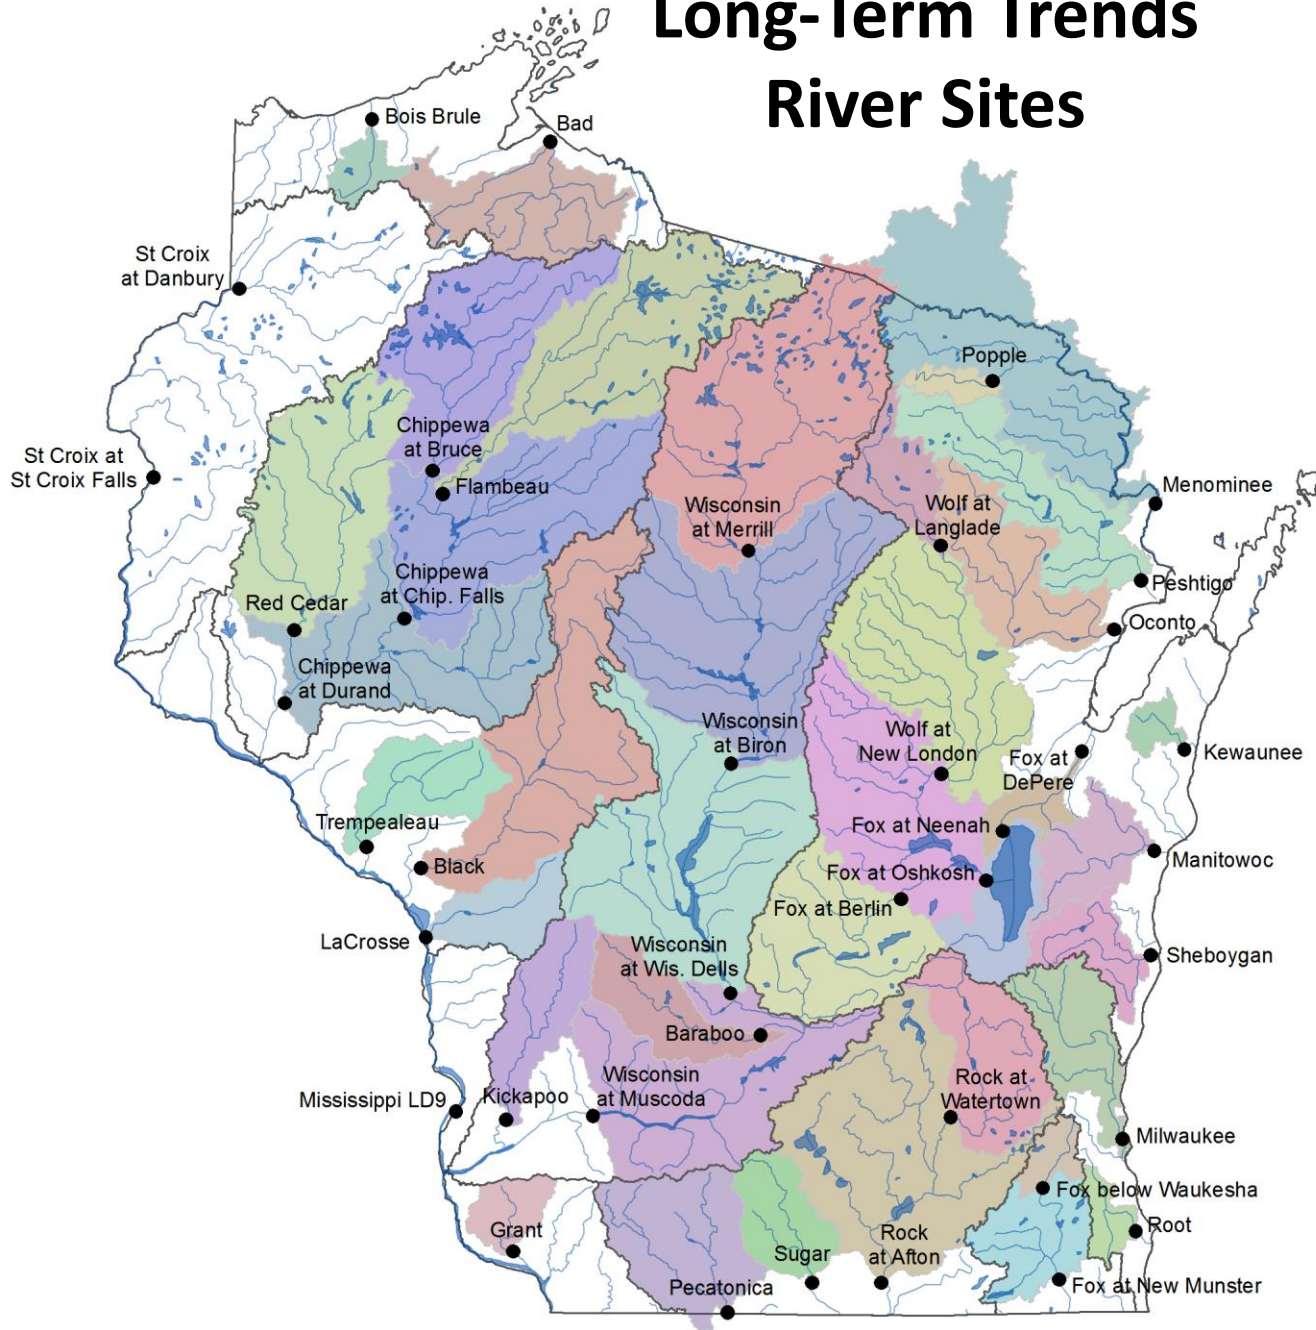 Long-Term Trends
River Sites
Bois Brule
Bad
St Croix
at Danbury
Popple
Chippewa
at Bruce
St Croix at
St Croix Falls
Flambeau
Menominee
Wisconsin
at Merrill
Wolf at
Langlade
Chippewa
at Chip. Falls
Peshtigo
Red Cedar
Oconto
Chippewa
at Durand
Wisconsin
at Biron
Wolf at
New London
Fox at
DePere
Kewaunee
Trempealeau
Fox at Neenah
Black
Manitowoc
Fox at Oshkosh
Fox at Berlin
LaCrosse
Wisconsin
at Wis. Dells
Sheboygan
Baraboo
Mississippi LD9
Kickapoo
Wisconsin
at Muscoda
Rock at
Watertown
Milwaukee
Fox below Waukesha
Root
Grant
Sugar
Rock
at Afton
Pecatonica
Fox at New Munster